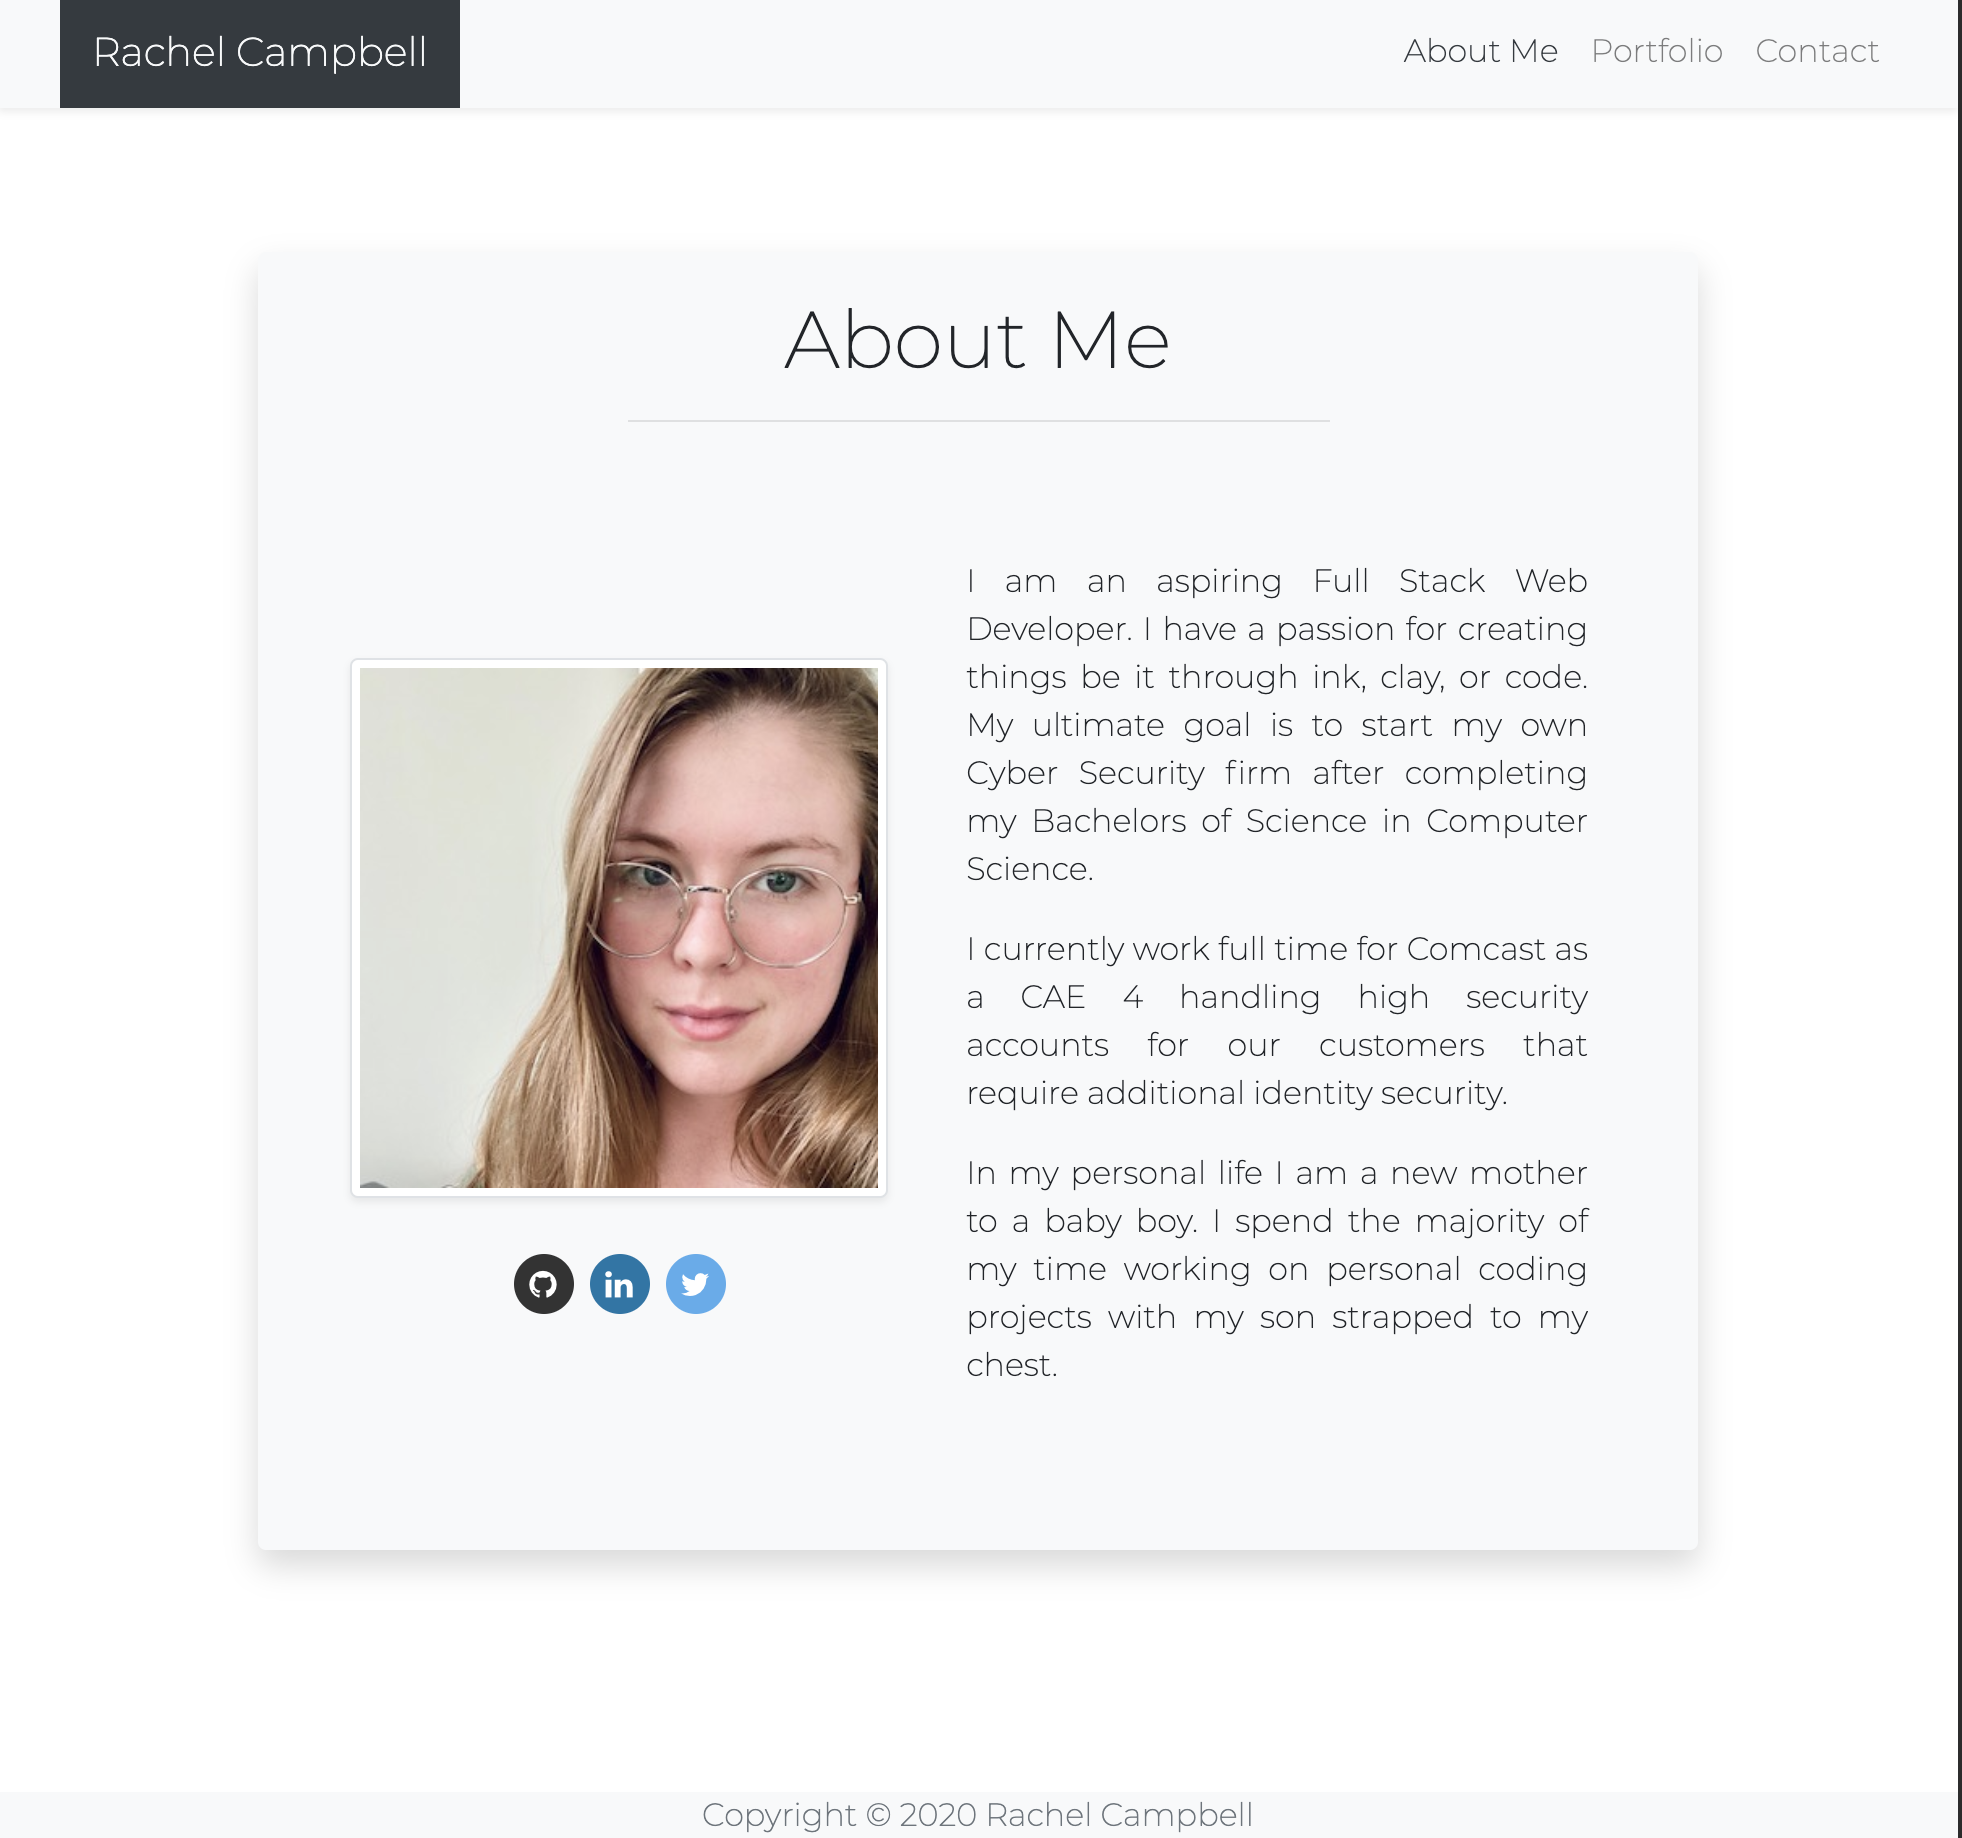 Rachel Campbell
About Me Portfolio Contact
About Me
I am an aspiring Full Stack Web
Developer. I have a passion for creating
things be it through ink, clay, or code.
My ultimate goal is to start my own
Cyber Security firm after completing
my Bachelors of Science in Computer
Science.
I currently work full time for Comcast as
a CAE 4 handling high security
accounts for our customers that
require additional identity security.
In my personal life I am a new mother
to a baby boy. I spend the majority of
my time working on personal coding
projects with my son strapped to my
chest.
in
Copyright © 2020 Rachel Campbell